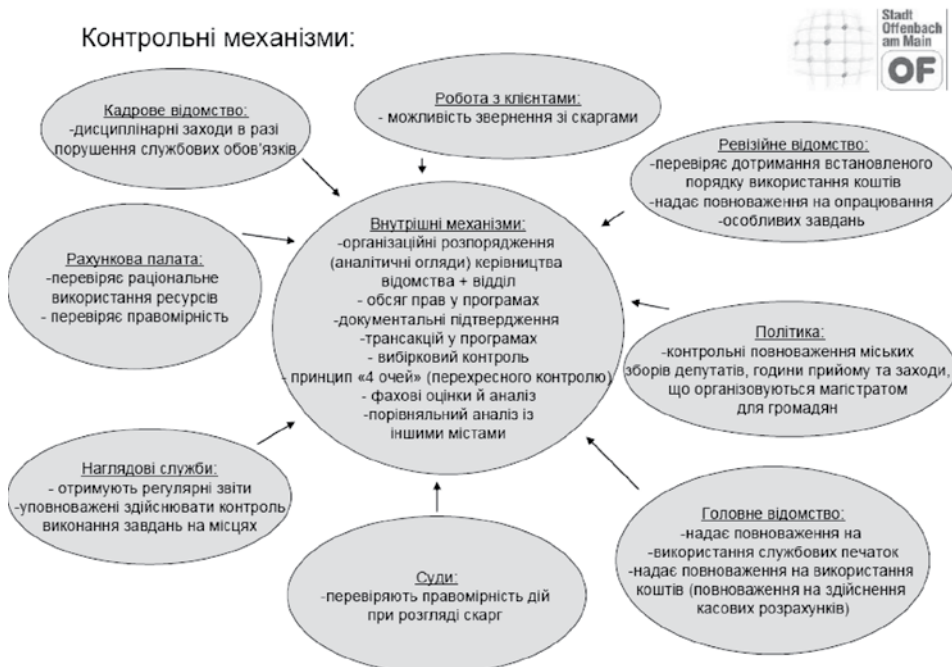 Контрольні механізми:
Stadt
Offenbach
am Main
OF
Кадрове відомство:
-дисциплінарні заходи в разі
порушення службових обов'язків
Робота з клієнтами:
- можливість звернення зі скаргами
Ревізійне відомство:
-перевіряє дотримання встановленого
порядку використання коштів
-надає повноваження на опрацювання
-особливих завдань
Рахункова палата:
-перевіряє раціональне
використання ресурсів
- перевіряє правомірність
Внутрішні механізми:
-організаційні розпорядження
(аналітичні огляди) керівництва
відомства + відділ
- обсяг прав у програмах
-документальні підтвердження
-трансакцій у програмах
- вибірковий контроль
- принцип «4 очей» (перехресного контролю)
- фахові оцінки й аналіз
-порівняльний аналіз із
іншими містами
Політика:
-контрольні повноваження міських
зборів депутатів, години прийому та заходи,
що організовуються магістратом
для громадян
Наглядові служби:
- отримують регулярні звіти
-уповноважені здійснювати контроль
виконання завдань на місцях
Суди:
-перевіряють правомірність дій
при розгляді скарг
Головне відомство:
-надає повноваження на
-використання службових печаток
-надає повноваження на використання
коштів (повноваження на здійснення
касових розрахунків)